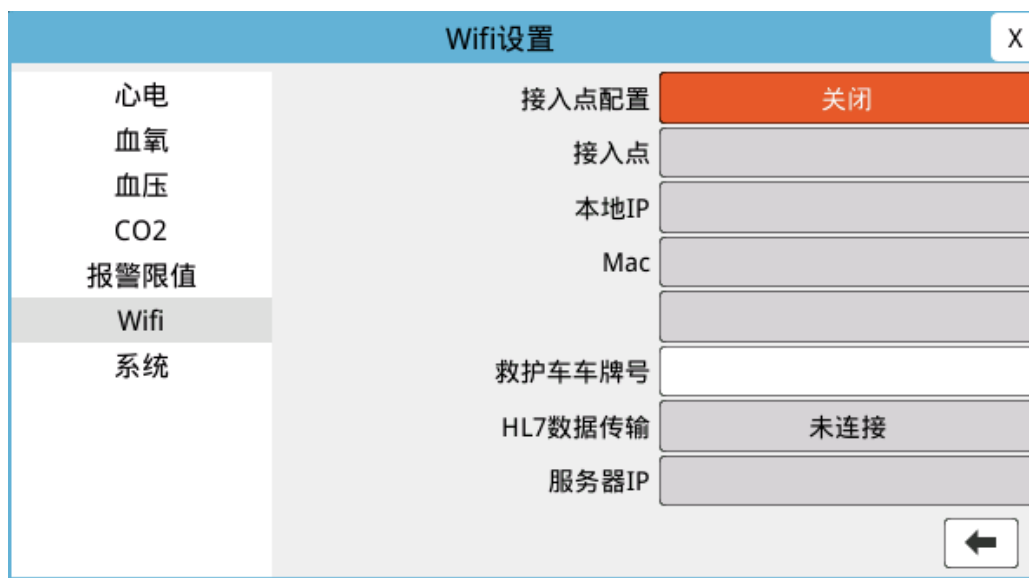 Wifi设置
X
心电
血氧
血压
CO2
报警限值
Wifi
系统
接入点配置 关闭
接入点
本地IP
Mac
救护车车牌号
HL7数据传输 未连接
服务器IP